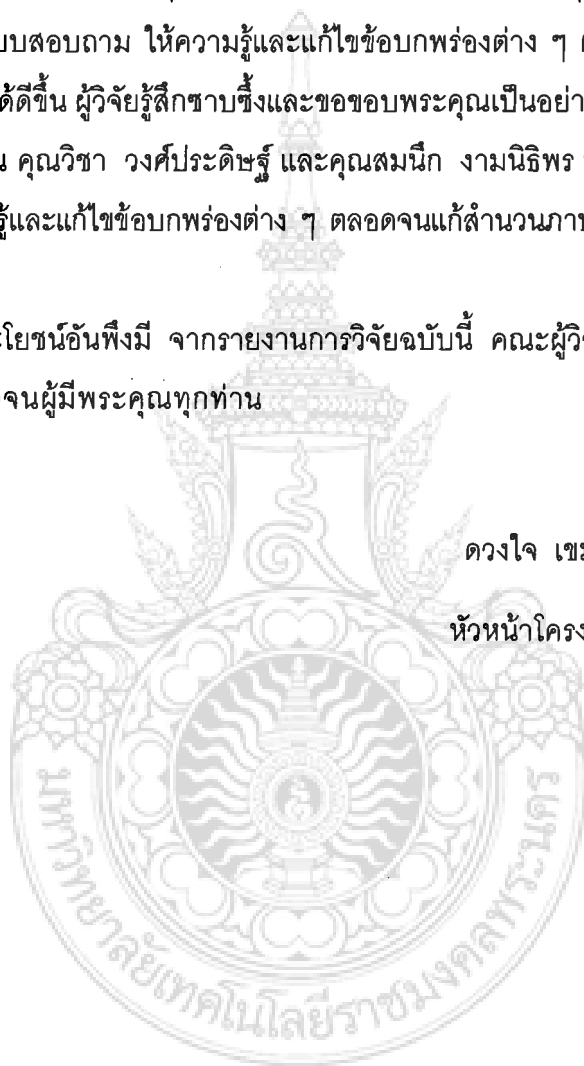 บบสอบถาม ให้ความรู้และแก้ไขข้อบกพร่องต่าง ๆ
ด้ดีขึ้น ผู้วิจัยรู้สึกซาบซึ้งและขอขอบพระคุณเป็นอย่า
น คุณวิชา วงศ์ประดิษฐ์ และคุณสมนึก งามนิธิพร
รู้และแก้ไขข้อบกพร่องต่าง ๆ ตลอดจนแก้สำนวนภา
ะโยชน์อันพึงมี จากรายงานการวิจัยฉบับนี้ คณะผู้วิ
จนผู้มีพระคุณทุกท่าน
ดวงใจ เข
หัวหน้าโครง
มหาวิทยาลัยเทคโนโลยีราชมงคลพระนคร